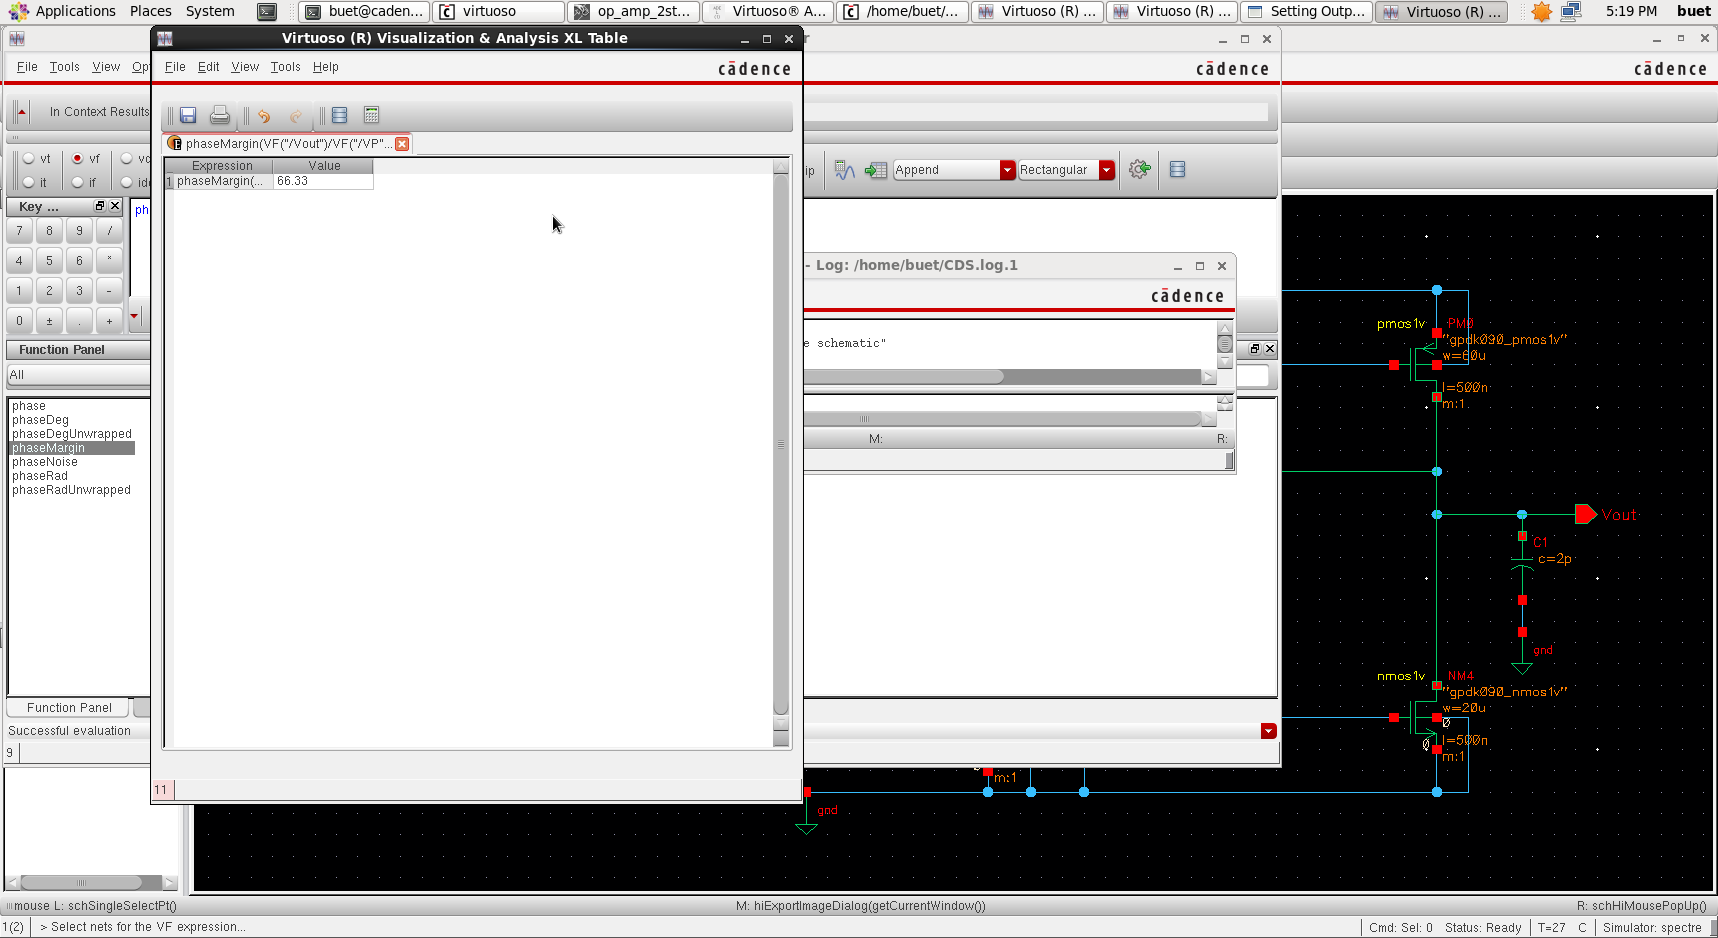 Applications Places System buet@caden... virtuoso op_amp_2st... Virtuoso® A... /home/buet/... Virtuoso (R) ... Virtuoso (R) ... Setting Outp... Virtuoso (R) ... 5:19 PM buet
Virtuoso (R) Visualization & Analysis XL Table
File Tools View
File Edit View Tools Help
cādence
cādence
cādence
In Context Results
phaseMargin(VF("/Vout")/VF("/VP"...
Expression Value
1 phaseMargin(... 66.33
vt vf
it if
Append Rectangular
Key ...
7 8 9 /
4 5 6 *
1 2 3 -
0 ± . +
ph
Function Panel
All
phase
phaseDeg
phaseDegUnwrapped
phaseMargin
phaseNoise
phaseRad
phaseRadUnwrapped
Function Panel
Successful evaluation
9
11
- Log: /home/buet/CDS.log.1
cādence
e schematic"
M: R:
pmos1v PM0
"gpdk090_pmos1v"
w=60u
l=500n
m:1
Vout
C1
c=2p
gnd
nmos1v NM4
"gpdk090_nmos1v"
w=20u
0
0 l=500n
m:1
m:1
gnd
mouse L: schSingleSelectPt() M: hiExportImageDialog(getCurrentWindow()) R: schHiMousePopUp()
1(2) > Select nets for the VF expression... Cmd: Sel: 0 Status: Ready T=27 C Simulator: spectre